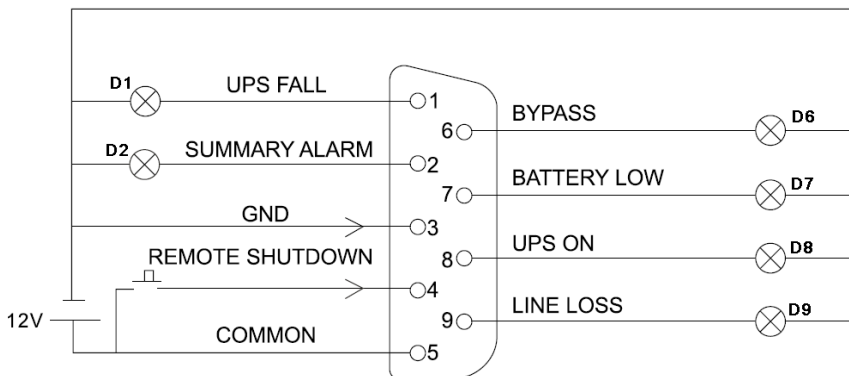 D1 UPS FALL 1
6 BYPASS D6
D2 SUMMARY ALARM 2
7 BATTERY LOW D7
GND 3
8 UPS ON D8
REMOTE SHUTDOWN 4
9 LINE LOSS D9
12V
COMMON 5